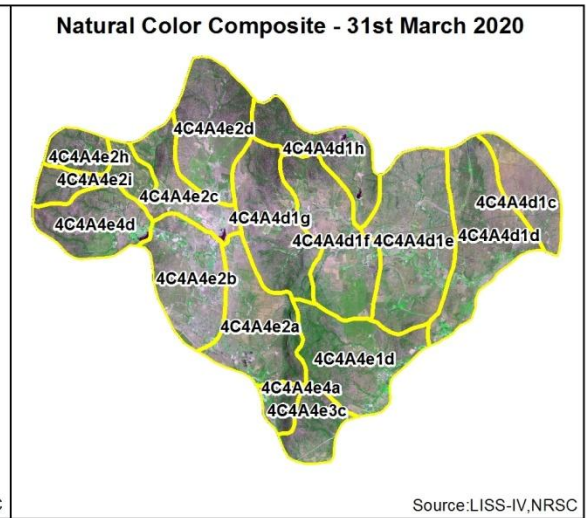 Natural Color Composite - 31st March 2020
4C4A4e2d
4C4A4d1h
4C4A4e2h
4C4A4e2i
4C4A4e2c
4C4A4d1c
4C4A4e4d
4C4A4d1g
4C4A4d1f
4C4A4d1e
4C4A4d1d
4C4A4e2b
4C4A4e2a
4C4A4e1d
4C4A4e4a
4C4A4e3c
C
Source:LISS-IV,NRSC